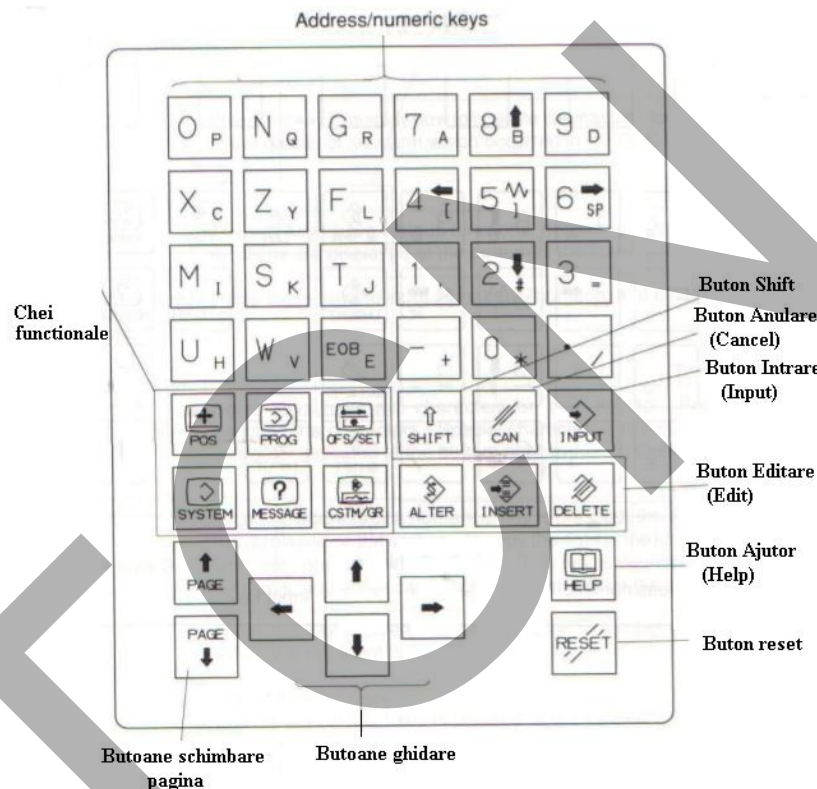 Address/numeric keys
O P N Q G R 7 A 8 B 9 D
X C Z Y F L 4 [ 5 ] 6 SP
M I S K T J 1 , 2 # 3 =
U H W V EOB E - + 0 * . /
POS PROG OFS/SET SHIFT CAN INPUT
SYSTEM MESSAGE CSTM/GR ALTER INSERT DELETE
PAGE HELP
PAGE RESET
Chei
functionale
Buton Shift
Buton Anulare
(Cancel)
Buton Intrare
(Input)
Buton Editare
(Edit)
Buton Ajutor
(Help)
Buton reset
Butoane schimbare
pagina
Butoane ghidare